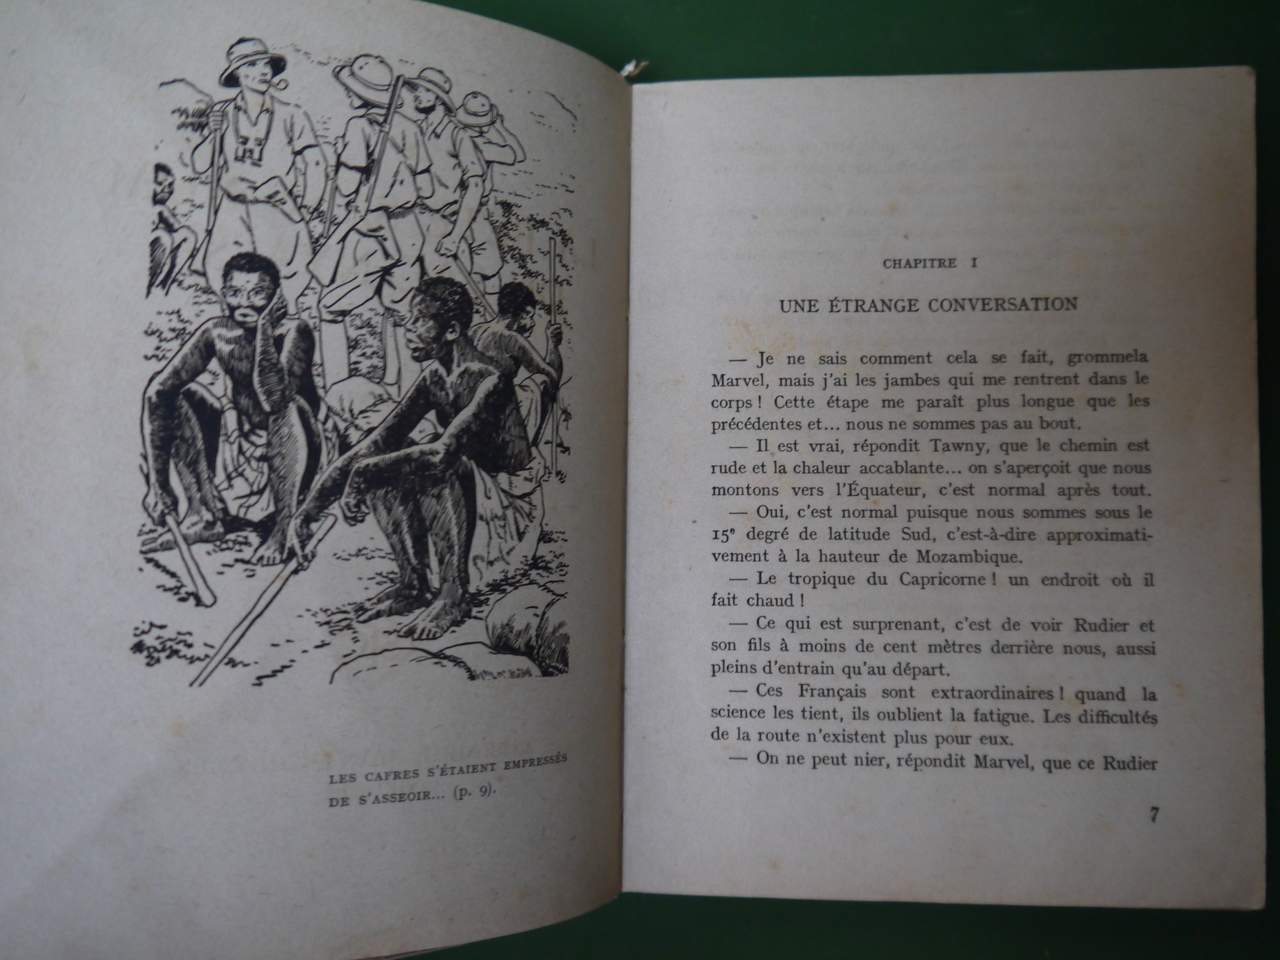 LES CAFRES S'ÉTAIENT EMPRESSÉS
DE S'ASSEOIR... (p. 9).
CHAPITRE I
UNE ÉTRANGE CONVERSATION
— Je ne sais comment cela se fait, grommela
Marvel, mais j'ai les jambes qui me rentrent dans le
corps ! Cette étape me paraît plus longue que les
précédentes et... nous ne sommes pas au bout.
— Il est vrai, répondit Tawny, que le chemin est
rude et la chaleur accablante... on s'aperçoit que nous
montons vers l'Équateur, c'est normal après tout.
— Oui, c'est normal puisque nous sommes sous le
15e degré de latitude Sud, c'est-à-dire approximati-
vement à la hauteur de Mozambique.
— Le tropique du Capricorne ! un endroit où il
fait chaud !
— Ce qui est surprenant, c'est de voir Rudier et
son fils à moins de cent mètres derrière nous, aussi
pleins d'entrain qu'au départ.
— Ces Français sont extraordinaires ! quand la
science les tient, ils oublient la fatigue. Les difficultés
de la route n'existent plus pour eux.
— On ne peut nier, répondit Marvel, que ce Rudier
7